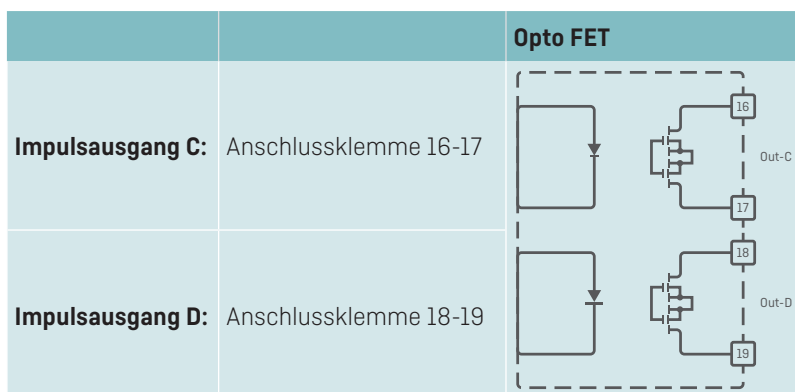 Opto FET
Impulsausgang C: Anschlussklemme 16-17
16
Out-C
17
Impulsausgang D: Anschlussklemme 18-19
18
Out-D
19